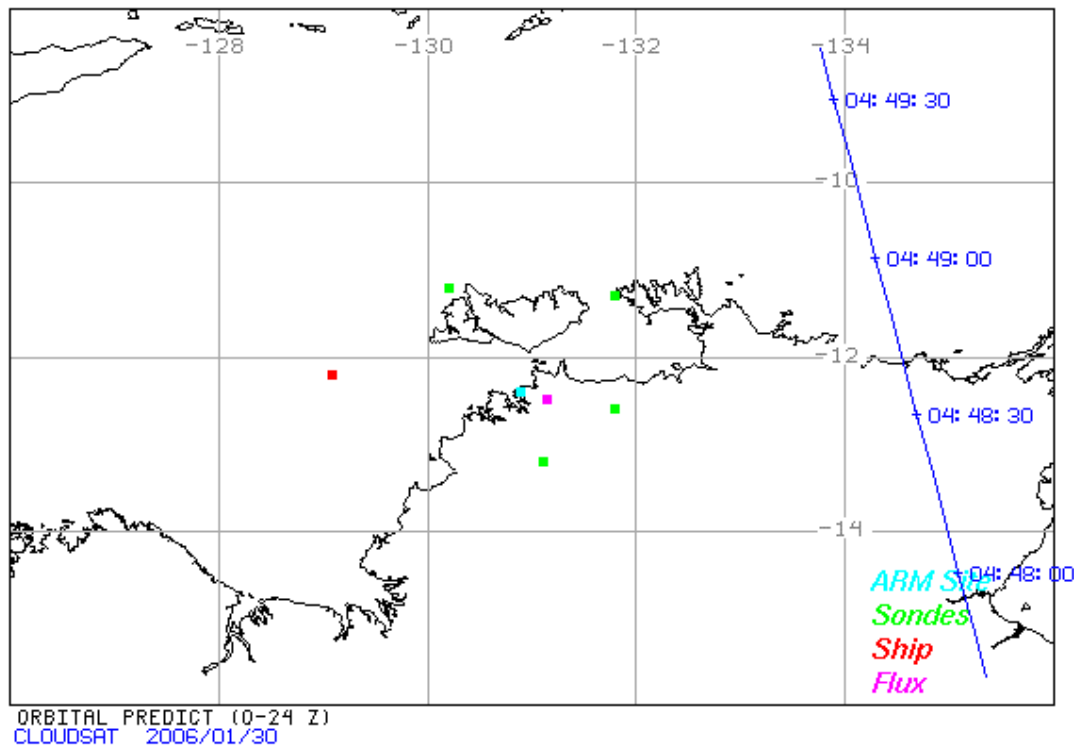 -128 -130 -132 -134
04:49:30
-10
04:49:00
-12
04:48:30
-14
04:48:00
ARM Site
Sondes
Ship
Flux
ORBITAL PREDICT (0-24 Z)
CLOUDSAT 2006/01/30